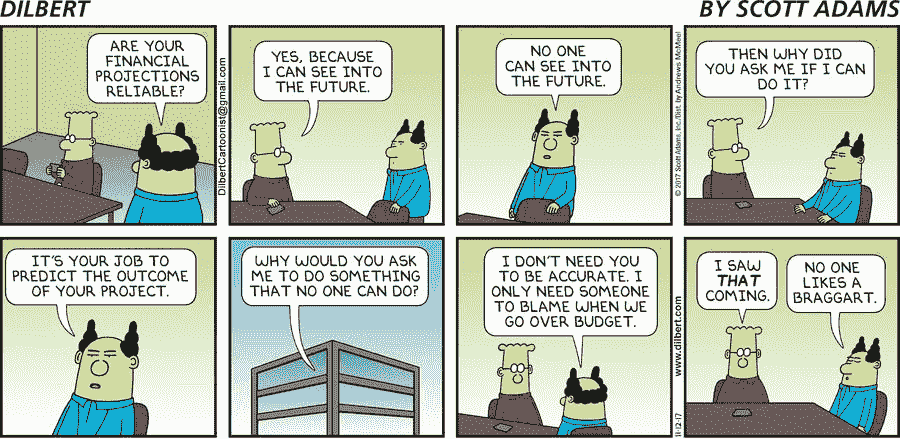 DILBERT
BY SCOTT ADAMS
ARE YOUR
FINANCIAL
PROJECTIONS
RELIABLE?
DilbertCartoonist@gmail.com
YES, BECAUSE
I CAN SEE INTO
THE FUTURE.
NO ONE
CAN SEE INTO
THE FUTURE.
© 2017 Scott Adams, Inc./Dist. by Andrews McMeel
THEN WHY DID
YOU ASK ME IF I CAN
DO IT?
IT'S YOUR JOB TO
PREDICT THE OUTCOME
OF YOUR PROJECT.
WHY WOULD YOU ASK
ME TO DO SOMETHING
THAT NO ONE CAN DO?
I DON'T NEED YOU
TO BE ACCURATE. I
ONLY NEED SOMEONE
TO BLAME WHEN WE
GO OVER BUDGET.
11-12-17
www.dilbert.com
I SAW
THAT
COMING.
NO ONE
LIKES A
BRAGGART.